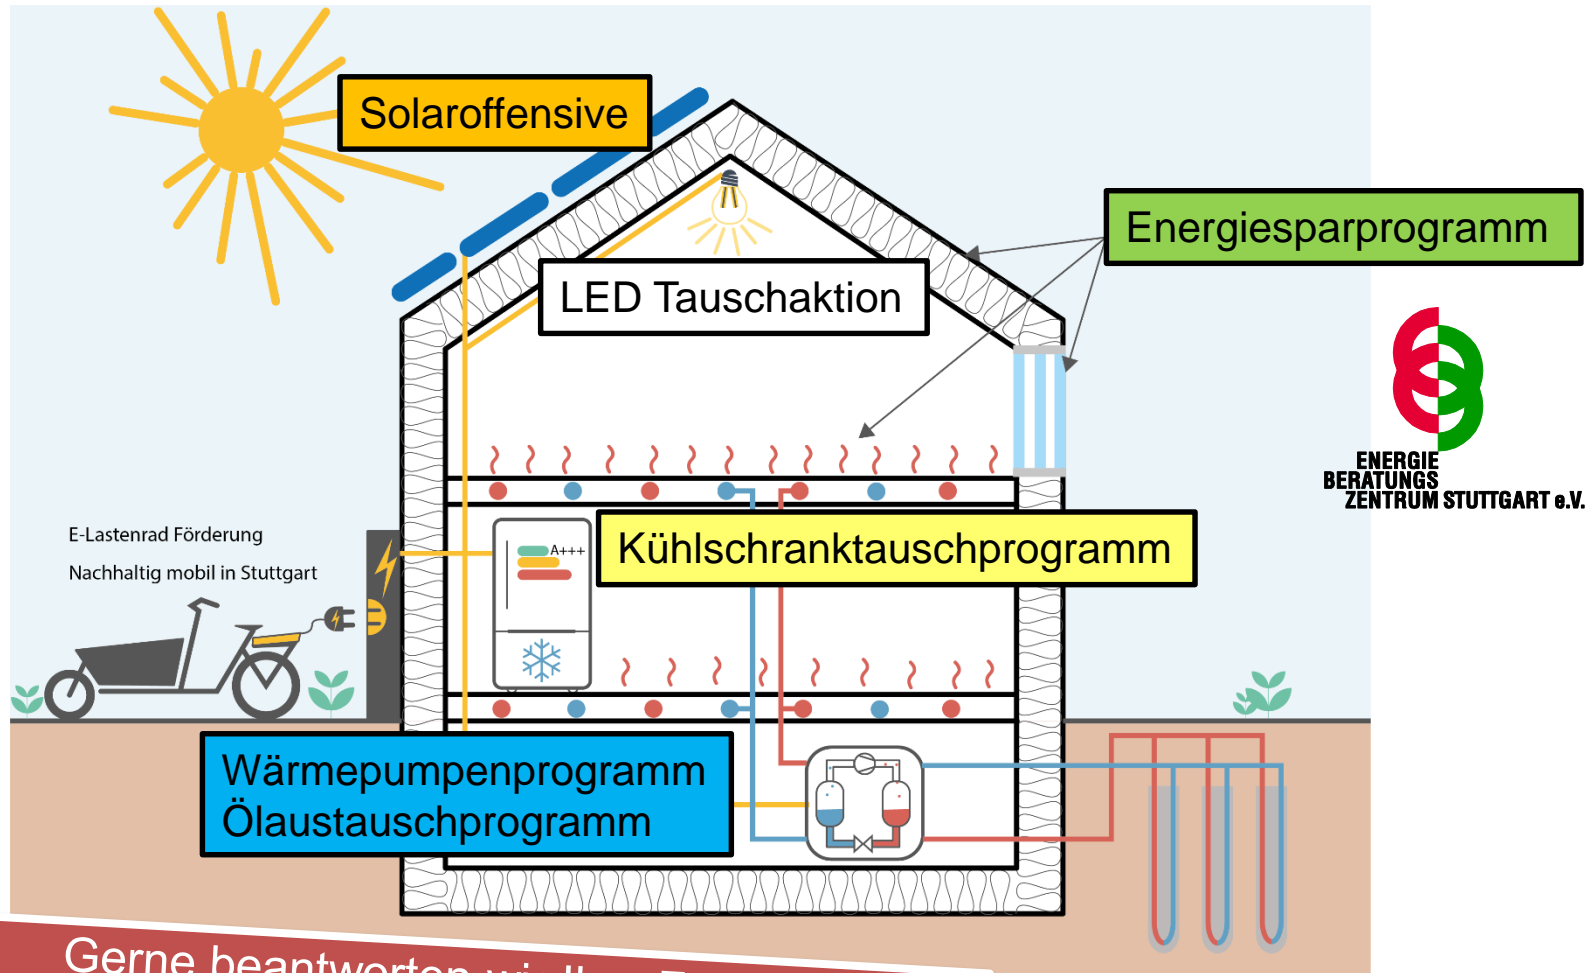 Solaroffensive
Energiesparprogramm
LED Tauschaktion
ENERGIE
BERATUNGS
ZENTRUM STUTTGART e.V.
E-Lastenrad Förderung
Nachhaltig mobil in Stuttgart
A+++
Kühlschranktauschprogramm
Wärmepumpenprogramm
Ölaustauschprogramm
Gerne beantworten wir